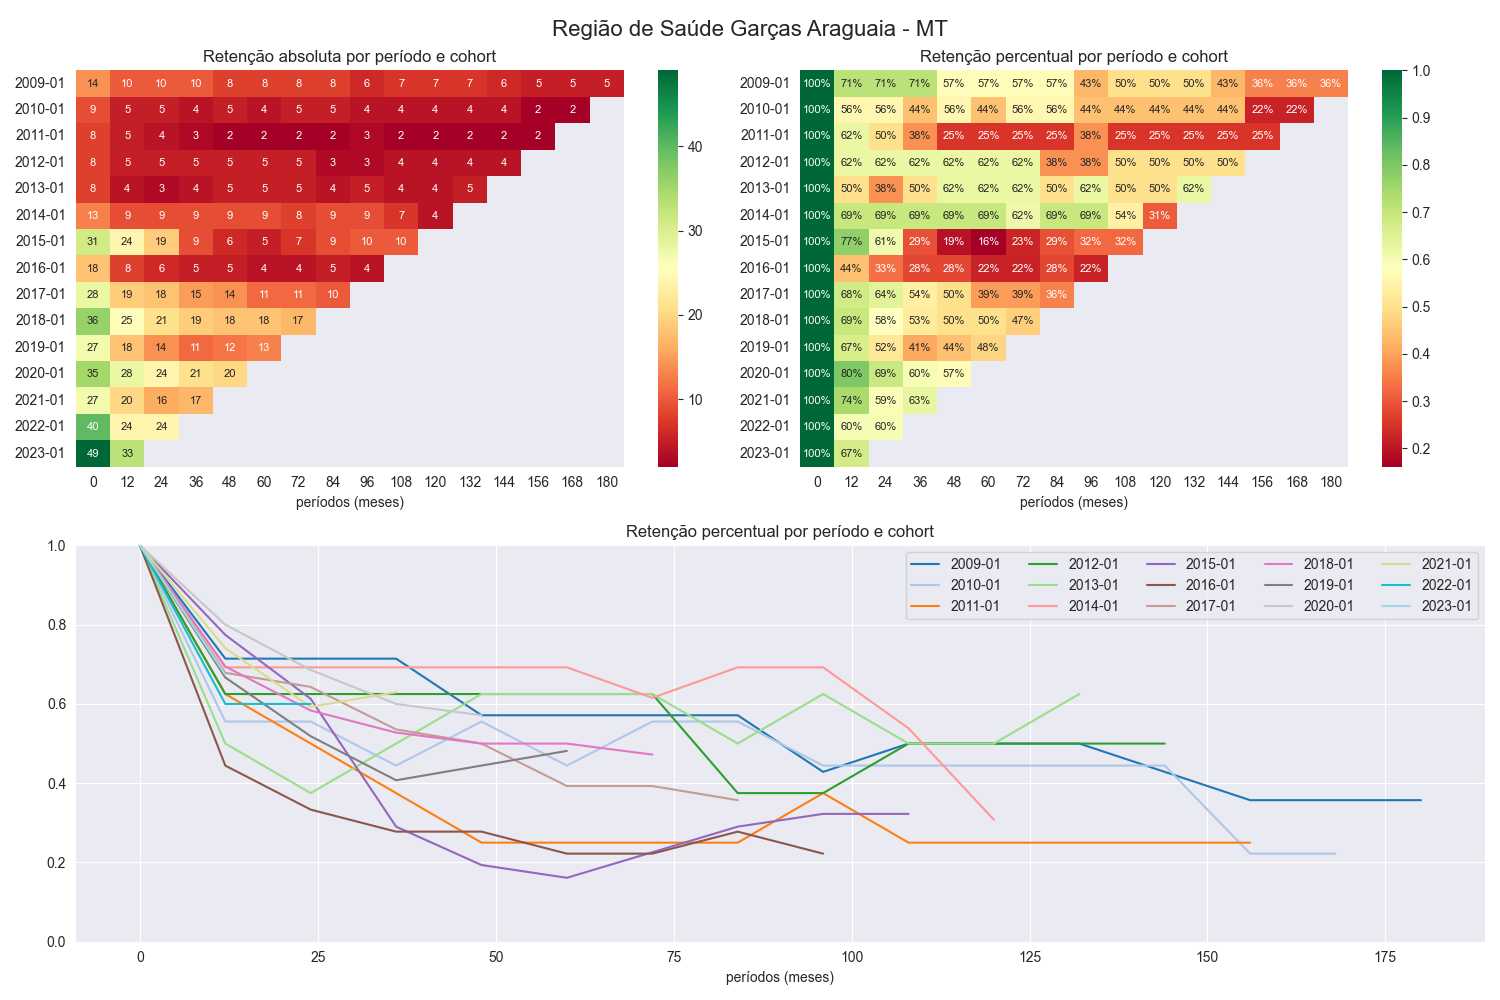 Região de Saúde Garças Araguaia - MT
Retenção absoluta por período e cohort
2009-01 14 10 10 10 8 8 8 8 6 7 7 7 6 5 5 5
2010-01 9 5 5 4 5 4 5 5 4 4 4 4 4 2 2
2011-01 8 5 4 3 2 2 2 2 3 2 2 2 2 2
2012-01 8 5 5 5 5 5 5 3 3 4 4 4 4
2013-01 8 4 3 4 5 5 5 4 5 4 4 5
2014-01 13 9 9 9 9 9 8 9 9 7 4
2015-01 31 24 19 9 6 5 7 9 10 10
2016-01 18 8 6 5 5 4 4 5 4
2017-01 28 19 18 15 14 11 11 10
2018-01 36 25 21 19 18 18 17
2019-01 27 18 14 11 12 13
2020-01 35 28 24 21 20
2021-01 27 20 16 17
2022-01 40 24 24
2023-01 49 33
0 12 24 36 48 60 72 84 96 108 120 132 144 156 168 180
períodos (meses)
40
30
20
10
Retenção percentual por período e cohort
2009-01 100% 71% 71% 71% 57% 57% 57% 57% 43% 50% 50% 50% 43% 36% 36% 36%
2010-01 100% 56% 56% 44% 56% 44% 56% 56% 44% 44% 44% 44% 44% 22% 22%
2011-01 100% 62% 50% 38% 25% 25% 25% 25% 38% 25% 25% 25% 25% 25%
2012-01 100% 62% 62% 62% 62% 62% 62% 38% 38% 50% 50% 50% 50%
2013-01 100% 50% 38% 50% 62% 62% 62% 50% 62% 50% 50% 62%
2014-01 100% 69% 69% 69% 69% 69% 62% 69% 69% 54% 31%
2015-01 100% 77% 61% 29% 19% 16% 23% 29% 32% 32%
2016-01 100% 44% 33% 28% 28% 22% 22% 28% 22%
2017-01 100% 68% 64% 54% 50% 39% 39% 36%
2018-01 100% 69% 58% 53% 50% 50% 47%
2019-01 100% 67% 52% 41% 44% 48%
2020-01 100% 80% 69% 60% 57%
2021-01 100% 74% 59% 63%
2022-01 100% 60% 60%
2023-01 100% 67%
0 12 24 36 48 60 72 84 96 108 120 132 144 156 168 180
períodos (meses)
1.0
0.9
0.8
0.7
0.6
0.5
0.4
0.3
0.2
Retenção percentual por período e cohort
1.0
0.8
0.6
0.4
0.2
0.0
2009-01 2012-01 2015-01 2018-01 2021-01
2010-01 2013-01 2016-01 2019-01 2022-01
2011-01 2014-01 2017-01 2020-01 2023-01
0 25 50 75 100 125 150 175
períodos (meses)